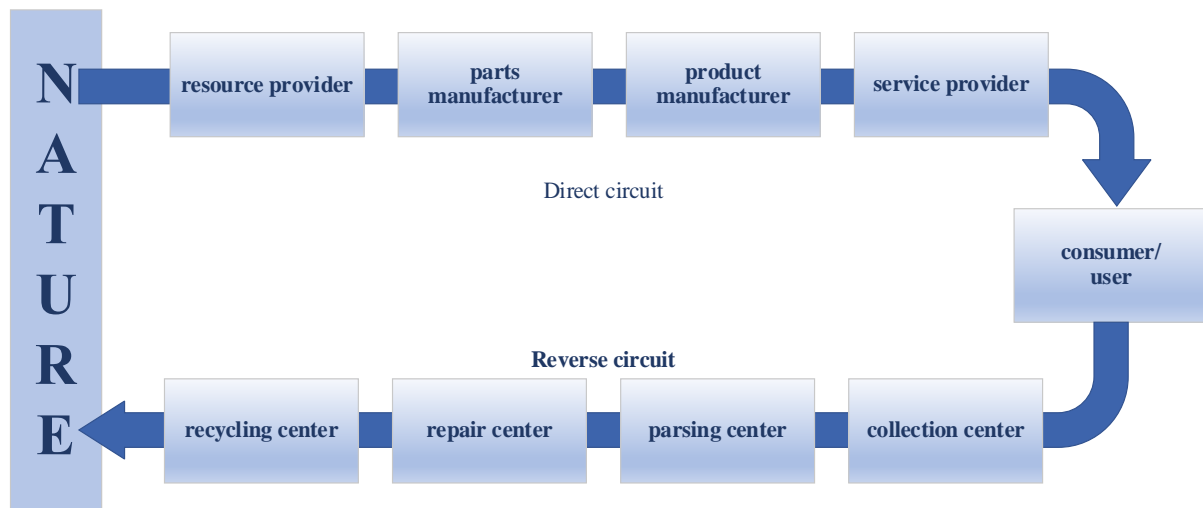 NATURE
resource provider
parts
manufacturer
product
manufacturer
service provider
Direct circuit
consumer/
user
Reverse circuit
recycling center
repair center
parsing center
collection center